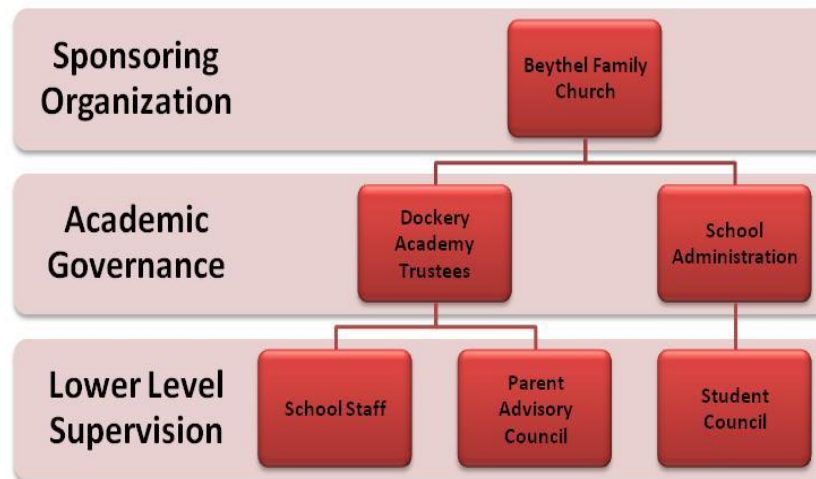 Sponsoring
Organization
Beythel Family
Church
Academic
Governance
Dockery
Academy
Trustees
School
Administration
Lower Level
Supervision
School Staff
Parent
Advisory
Council
Student
Council